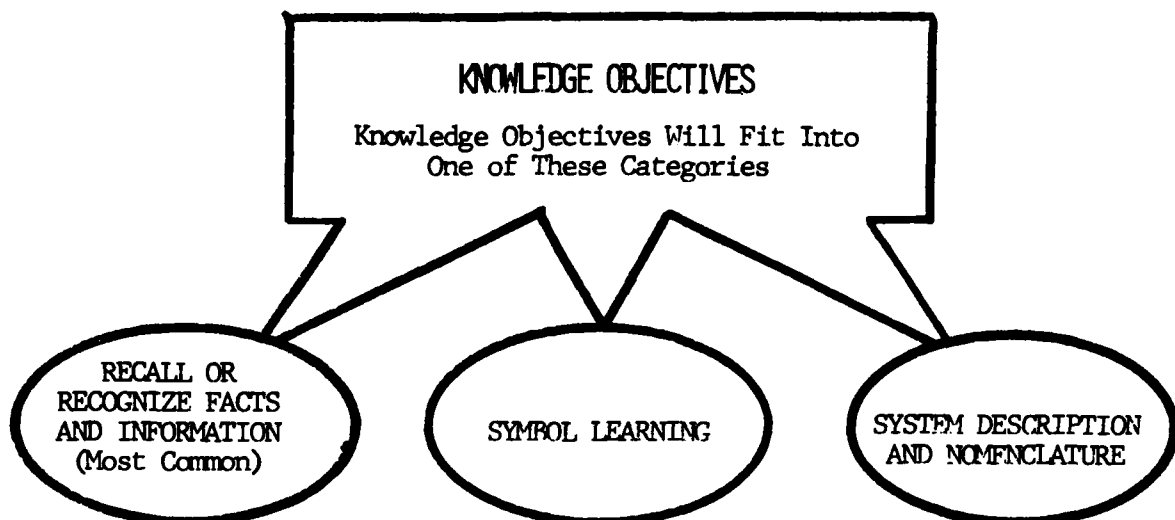 KNOWLEDGE OBJECTIVES
Knowledge Objectives Will Fit Into
One of These Categories
RECALL OR
RECOGNIZE FACTS
AND INFORMATION
(Most Common)
SYMBOL LEARNING
SYSTEM DESCRIPTION
AND NOMENCLATURE